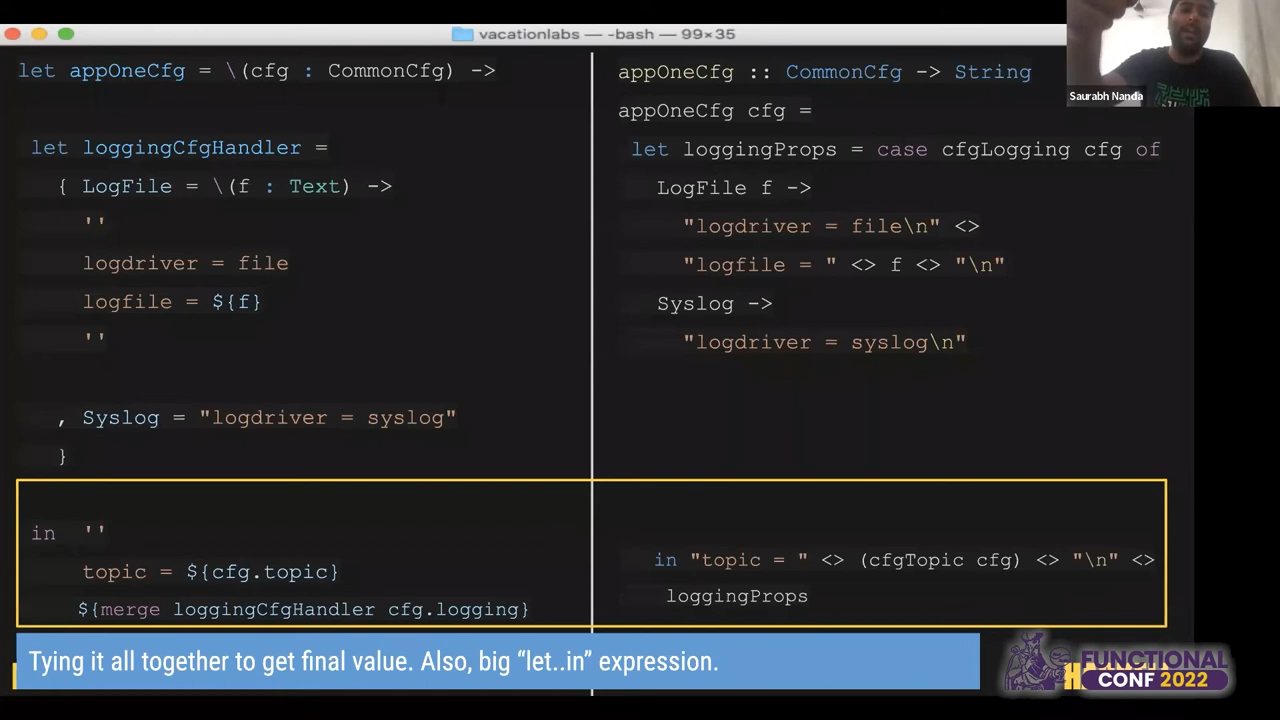 vacationlabs — -bash — 99×35
Saurabh Nanda
let appOneCfg = \(cfg : CommonCfg) ->
let loggingCfgHandler =
{ LogFile = \(f : Text) ->
''
logdriver = file
logfile = ${f}
''
, Syslog = "logdriver = syslog"
}
in ''
topic = ${cfg.topic}
${merge loggingCfgHandler cfg.logging}
appOneCfg :: CommonCfg -> String
appOneCfg cfg =
let loggingProps = case cfgLogging cfg of
LogFile f ->
"logdriver = file\n" <>
"logfile = " <> f <> "\n"
Syslog ->
"logdriver = syslog\n"
in "topic = " <> (cfgTopic cfg) <> "\n" <>
loggingProps
Tying it all together to get final value. Also, big “let..in” expression.
FUNCTIONAL
CONF 2022